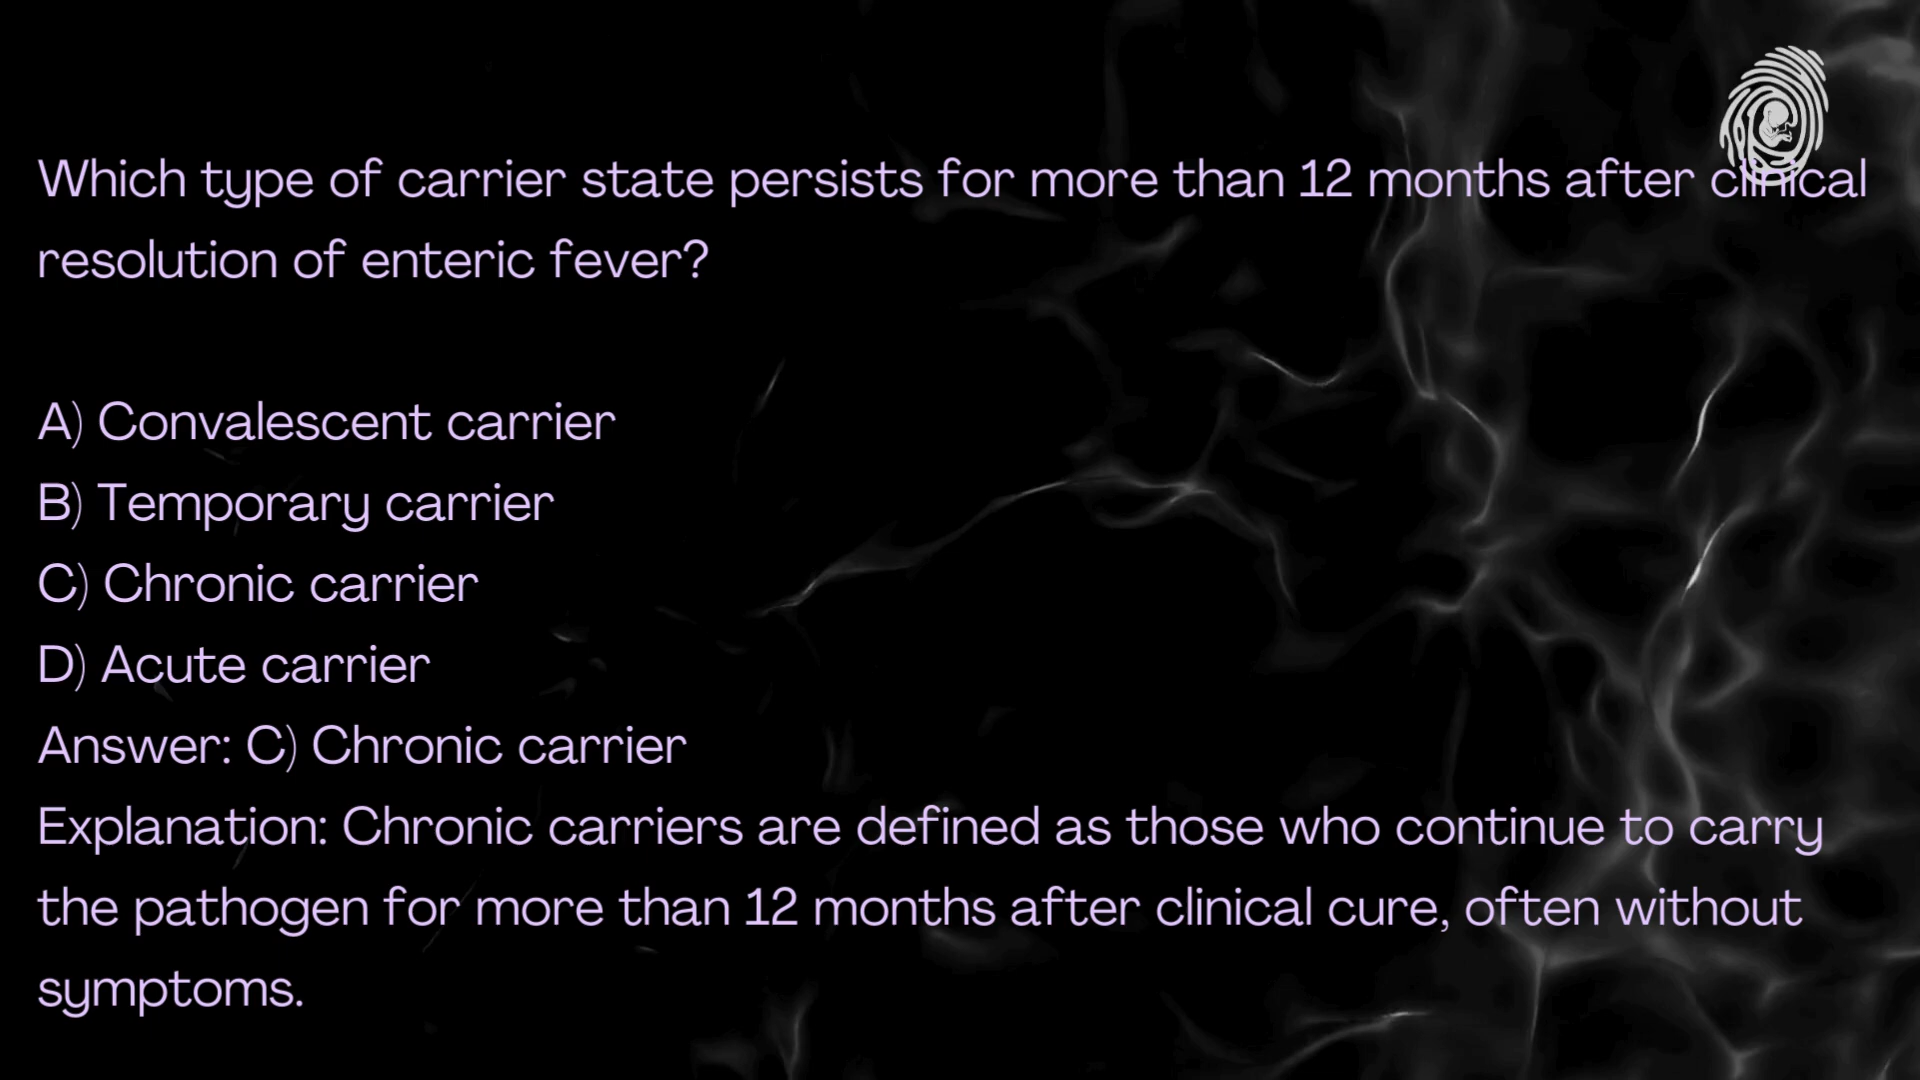 Which type of carrier state persists for more than 12 months after clinical
resolution of enteric fever?
A) Convalescent carrier
B) Temporary carrier
C) Chronic carrier
D) Acute carrier
Answer: C) Chronic carrier
Explanation: Chronic carriers are defined as those who continue to carry
the pathogen for more than 12 months after clinical cure, often without
symptoms.